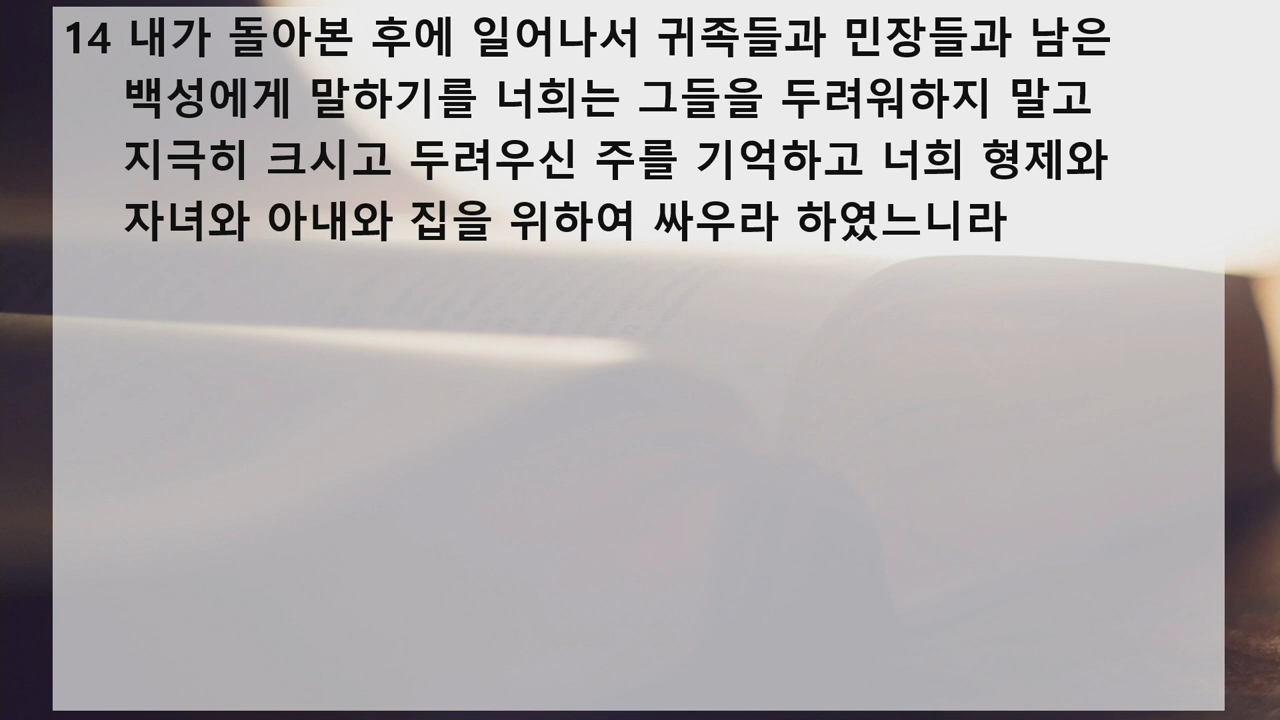 14 내가 돌아본 후에 일어나서 귀족들과 민장들과 남은
백성에게 말하기를 너희는 그들을 두려워하지 말고
지극히 크시고 두려우신 주를 기억하고 너희 형제와
자녀와 아내와 집을 위하여 싸우라 하였느니라